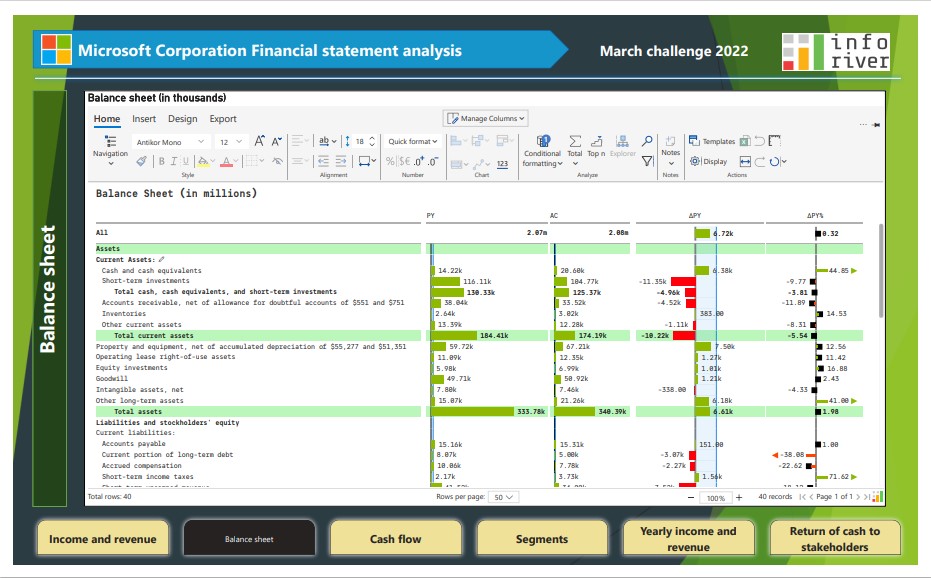 Microsoft Corporation Financial statement analysis
March challenge 2022
info
river
Balance sheet
Balance sheet (in thousands)
Home Insert Design Export
Manage Columns
Navigation
Antikor Mono 12 A A
B I U A
Style
ab 18
Alignment
Quick format
% $€ .0 .0
Number
123
Chart
Conditional formatting
Total
Top n
Explorer
Analyze
Notes
Notes
Templates
Display
Actions
Balance Sheet (in millions)
PY AC ΔPY ΔPY%
All 2.07m 2.08m 6.72k 0.32
Assets
Current Assets:
Cash and cash equivalents 14.22k 20.60k 6.38k 44.85
Short-term investments 116.11k 104.77k -11.35k -9.77
Total cash, cash equivalents, and short-term investments 130.33k 125.37k -4.96k -3.81
Accounts receivable, net of allowance for doubtful accounts of $551 and $751 38.04k 33.52k -4.52k -11.89
Inventories 2.64k 3.02k 383.00 14.53
Other current assets 13.39k 12.28k -1.11k -8.31
Total current assets 184.41k 174.19k -10.22k -5.54
Property and equipment, net of accumulated depreciation of $55,277 and $51,351 59.72k 67.21k 7.50k 12.56
Operating lease right-of-use assets 11.09k 12.35k 1.27k 11.42
Equity investments 5.98k 6.99k 1.01k 16.88
Goodwill 49.71k 50.92k 1.21k 2.43
Intangible assets, net 7.80k 7.46k -338.00 -4.33
Other long-term assets 15.07k 21.26k 6.18k 41.00
Total assets 333.78k 340.39k 6.61k 1.98
Liabilities and stockholders' equity
Current liabilities:
Accounts payable 15.16k 15.31k 151.00 1.00
Current portion of long-term debt 8.07k 5.00k -3.07k -38.08
Accrued compensation 10.06k 7.78k -2.27k -22.62
Short-term income taxes 2.17k 3.73k 1.56k 71.62
Total rows: 40 Rows per page: 50 100% 40 records Page 1 of 1
Income and revenue
Balance sheet
Cash flow
Segments
Yearly income and
revenue
Return of cash to
stakeholders